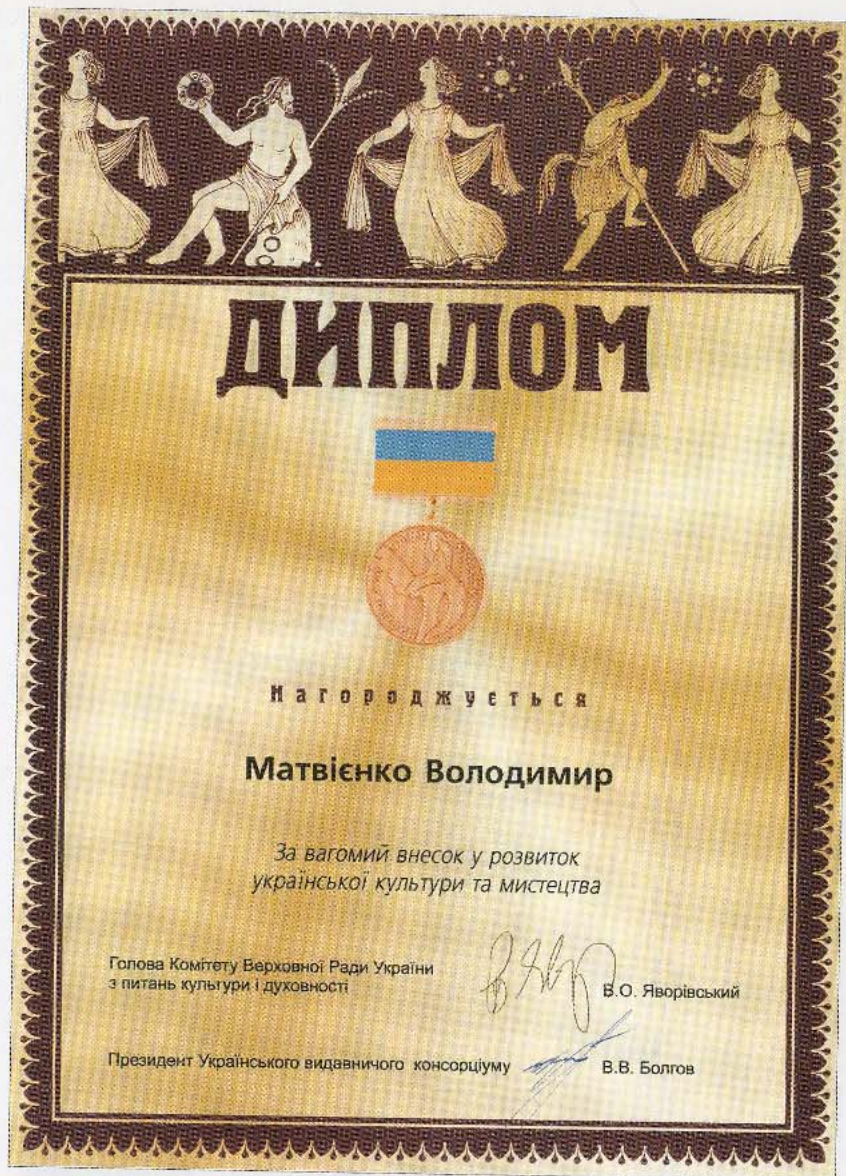 ДИПЛОМ
Нагороджується
Матвієнко Володимир
За вагомий внесок у розвиток
української культури та мистецтва
Голова Комітету Верховної Ради України
з питань культури і духовності
В.О. Яворівський
Президент Українського видавничого консорціуму
В.В. Болгов